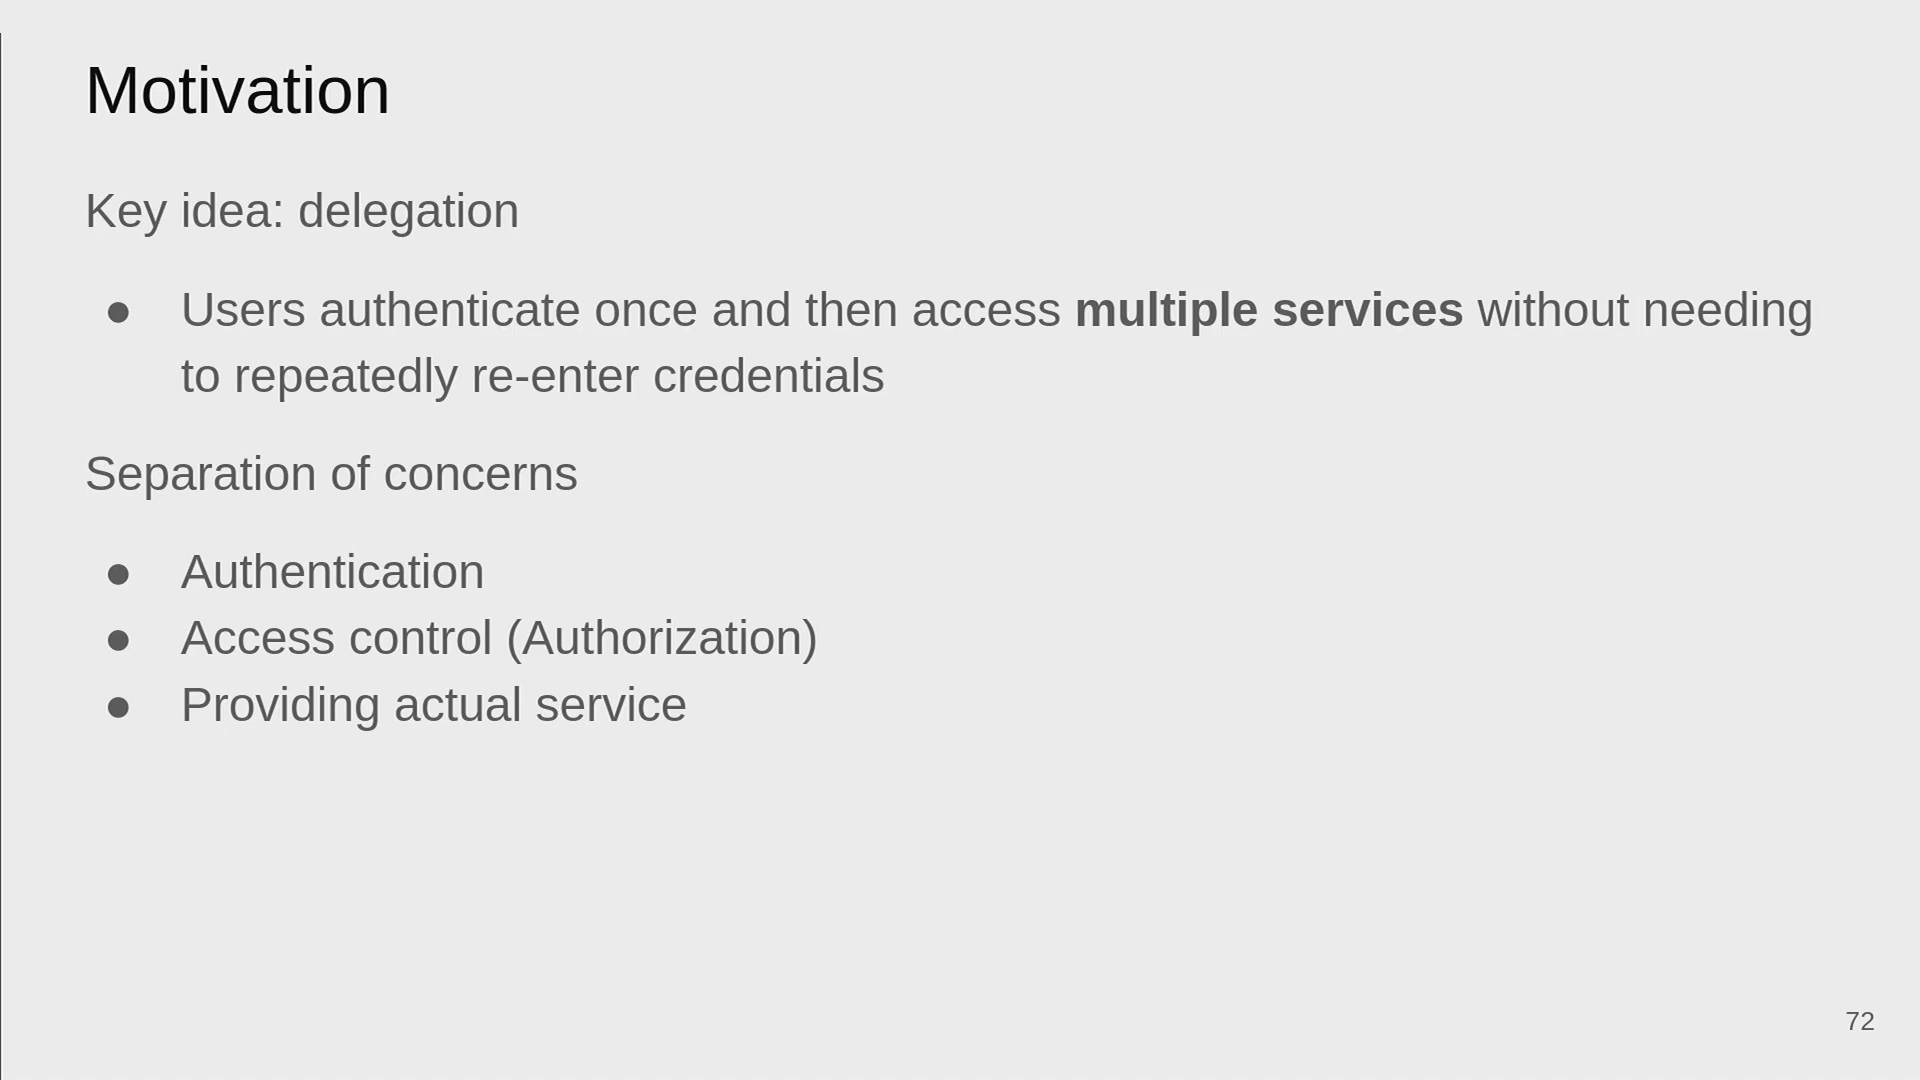 Motivation
Key idea: delegation
● Users authenticate once and then access multiple services without needing
to repeatedly re-enter credentials
Separation of concerns
● Authentication
● Access control (Authorization)
● Providing actual service
72